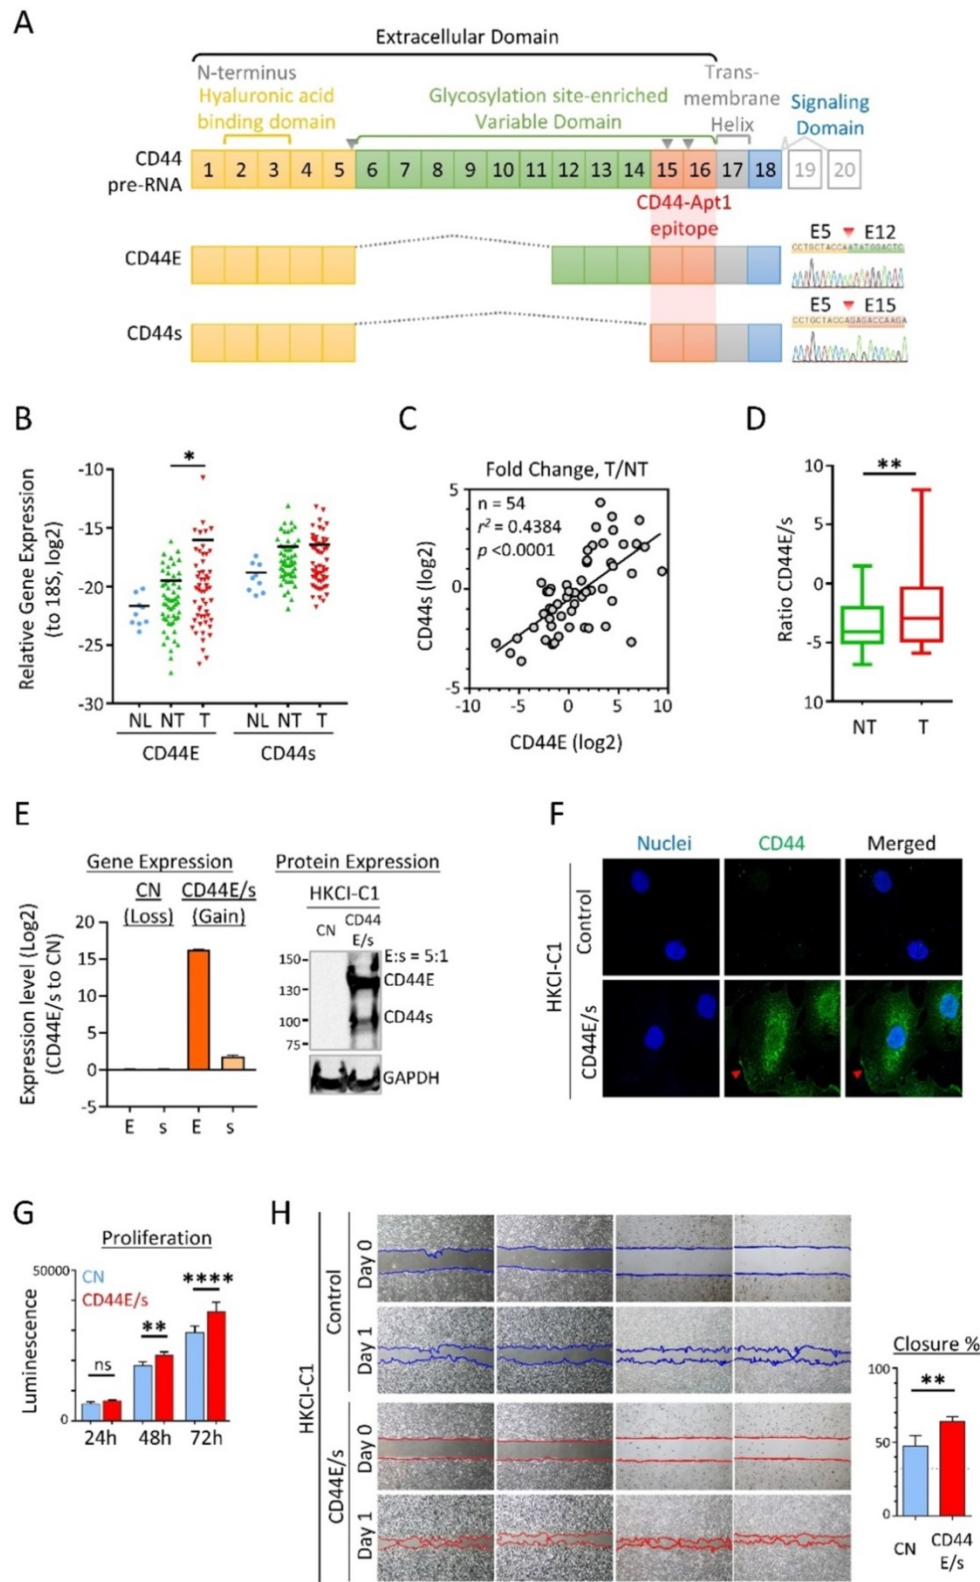 A
Extracellular Domain
N-terminus
Hyaluronic acid
binding domain
Glycosylation site-enriched
Variable Domain
Trans-
membrane
Helix
Signaling
Domain
CD44
pre-RNA
1 2 3 4 5 6 7 8 9 10 11 12 13 14 15 16 17 18 19 20
CD44-Apt1
epitope
CD44E
E5 E12
CCTGCTACCAATATGGACTC
CD44s
E5 E15
CCTGCTACCAGAGACCAAGA
B
Relative Gene Expression
(to 18S, log2)
-10
-15
-20
-25
-30
*
NL NT T NL NT T
CD44E CD44s
C
Fold Change, T/NT
n = 54
r² = 0.4384
p <0.0001
CD44s (log2)
5
0
-5
-10 -5 0 5 10
CD44E (log2)
D
Ratio CD44E/s
10
5
0
-5
10
**
NT T
E
Gene Expression
CN CD44E/s
(Loss) (Gain)
Expression level (Log2)
(CD44E/s to CN)
20
15
10
5
0
-5
E s E s
Protein Expression
HKCI-C1
CN CD44
E/s
150
130
100
75
E:s = 5:1
CD44E
CD44s
GAPDH
F
Nuclei CD44 Merged
HKCI-C1
Control
CD44E/s
G
Proliferation
Luminescence
50000
0
CN
CD44E/s
ns
**
****
24h 48h 72h
H
HKCI-C1
Control
Day 0
Day 1
CD44E/s
Day 0
Day 1
Closure %
100
50
0
**
CN CD44
E/s